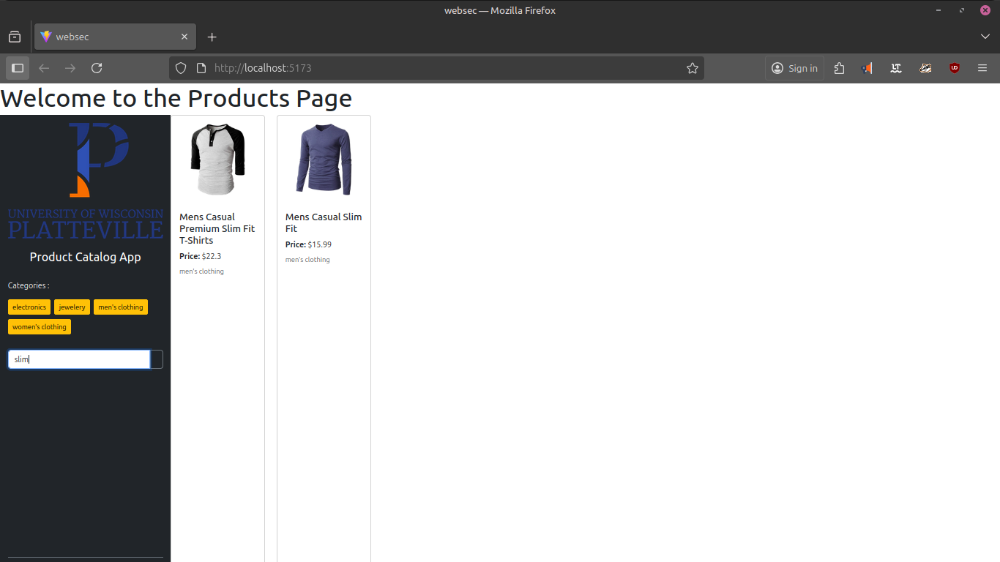 websec — Mozilla Firefox
websec
http://localhost:5173
Sign in
Welcome to the Products Page
UNIVERSITY OF WISCONSIN
PLATTEVILLE
Product Catalog App
Categories :
electronics
jewelery
men's clothing
women's clothing
slim
Mens Casual
Premium Slim Fit
T-Shirts
Price: $22.3
men's clothing
Mens Casual Slim
Fit
Price: $15.99
men's clothing